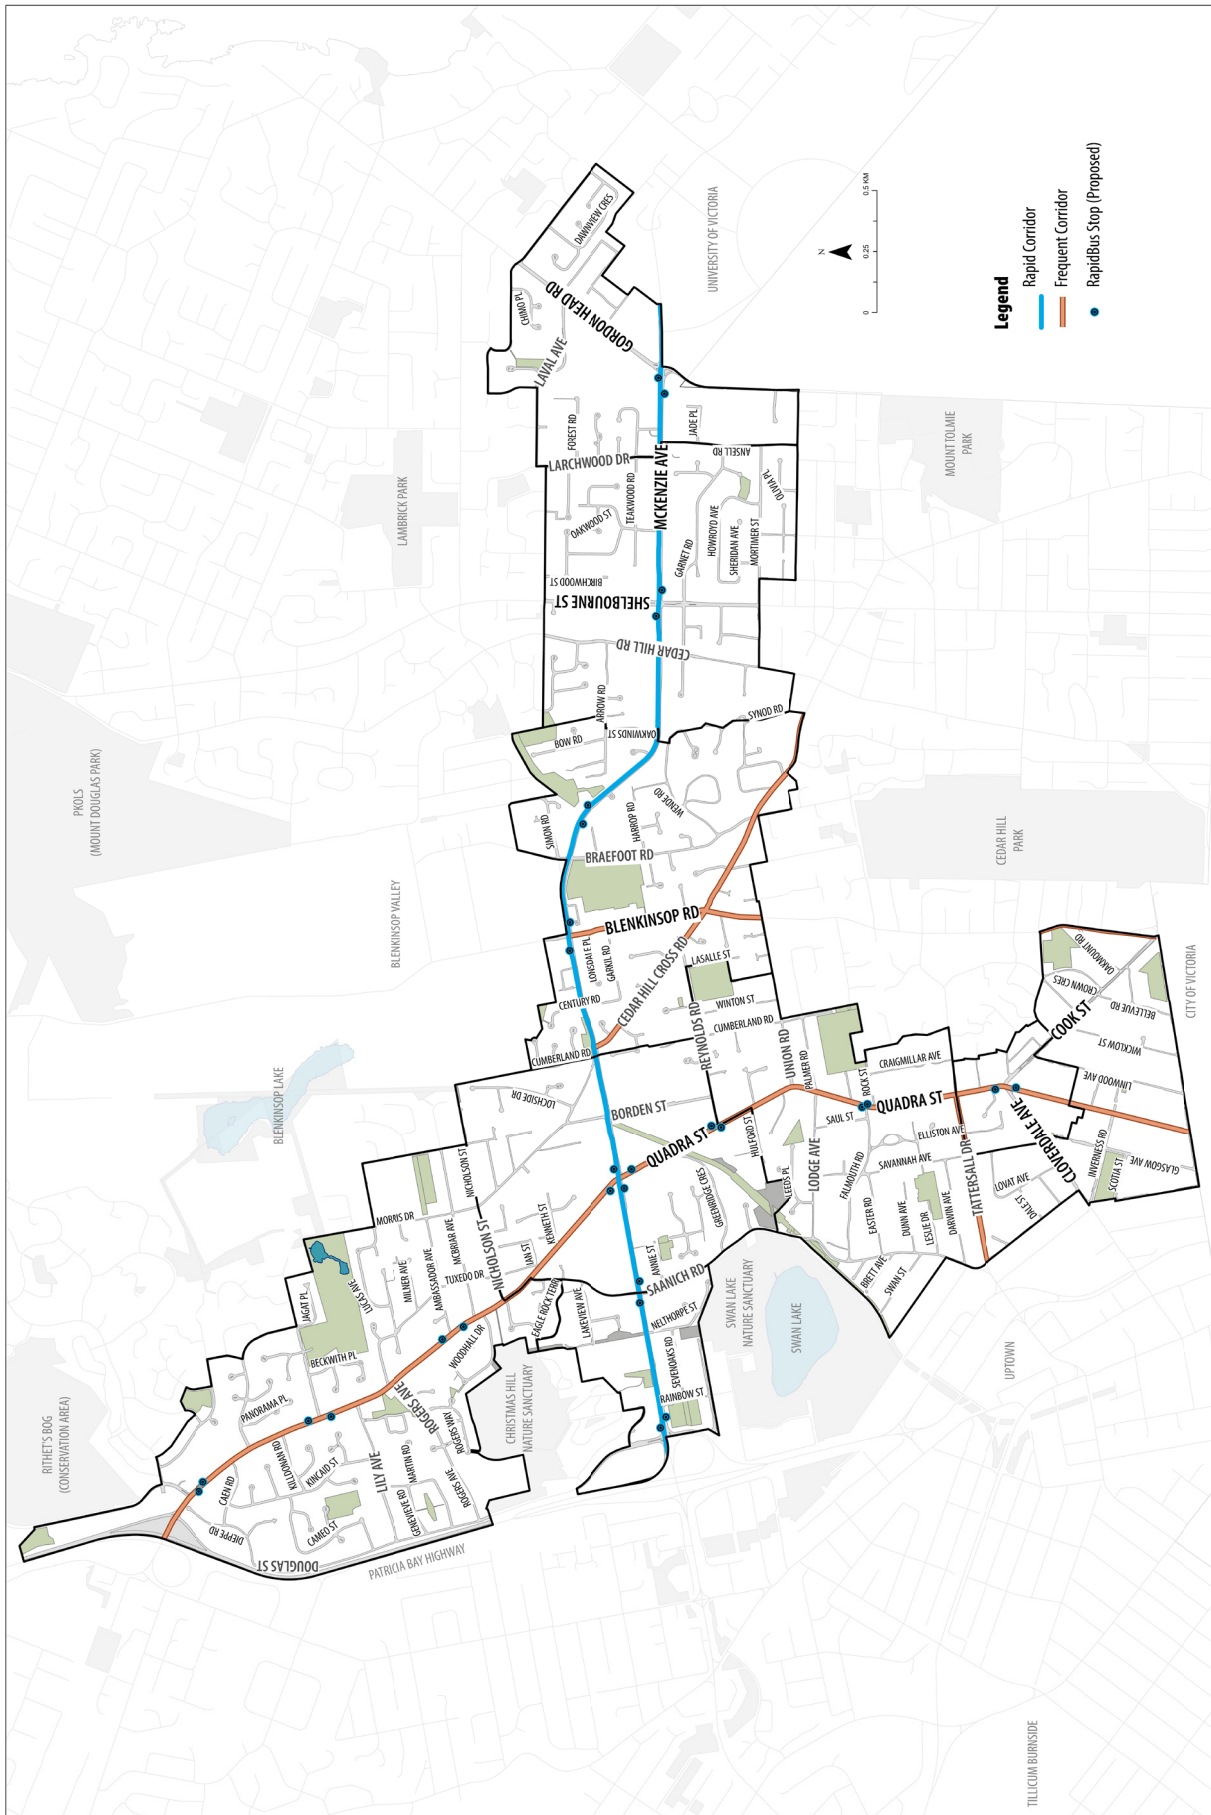 PKOLS
(MOUNT DOUGLAS PARK)
RITHET'S BOG
(CONSERVATION AREA)
BLENKINSOP LAKE
BLENKINSOP VALLEY
LAMBRICK PARK
UNIVERSITY OF VICTORIA
MOUNT TOLMIE
PARK
CEDAR HILL
PARK
CITY OF VICTORIA
CHRISTMAS HILL
NATURE SANCTUARY
SWAN LAKE
NATURE SANCTUARY
SWAN LAKE
UPTOWN
TILLICUM BURNSIDE
PATRICIA BAY HIGHWAY
DOUGLAS ST
DIEPPE RD
CAEN RD
CAMEO ST
KILLDONAN RD
KINCAID ST
PANORAMA PL
LILY AVE
GENEVIEVE RD
MARTIN RD
ROGERS AVE
ROGERS WAY
ROGERS AVE
BECKWITH PL
JAGAT PL
LUCAS AVE
MILNER AVE
AMBASSADOR AVE
MCBRIAR AVE
MORRIS DR
TUXEDO DR
WOODHALL DR
NICHOLSON ST
NICHOLSON ST
IAN ST
KENNETH ST
EAGLE ROCK TERR
LAKEVIEW AVE
LOCHSIDE DR
BORDEN ST
QUADRA ST
GREENRIDGE CRES
ANNIE ST
SAANICH RD
NELTHORPE ST
SEVENOAKS RD
RAINBOW ST
CUMBERLAND RD
CENTURY RD
LONSDALE PL
GARKIL RD
CEDAR HILL CROSS RD
BLENKINSOP RD
BRAEFOOT RD
SIMON RD
HARROP RD
WENDE RD
BOW RD
ARROW RD
OAKWINDS ST
SYNOD RD
CEDAR HILL RD
SHELBOURNE ST
BIRCHWOOD ST
OAKWOOD ST
TEAKWOOD RD
LARCHWOOD DR
FOREST RD
MCKENZIE AVE
GARNET RD
HOWROYD AVE
SHERIDAN AVE
MORTIMER ST
OLIVIA PL
ANSELL RD
JADE PL
LAVAL AVE
CHIMO PL
GORDON HEAD RD
DAWNVIEW CRES
LASALLE ST
REYNOLDS RD
WINTON ST
CUMBERLAND RD
UNION RD
PALMER RD
HULFORD ST
LEEDS PL
LODGE AVE
SAUL ST
ROCK ST
QUADRA ST
CRAIGMILLAR AVE
FALMOUTH RD
SAVANNAH AVE
ELLISTON AVE
EASTER RD
DUNN AVE
LESLIE DR
DARWIN AVE
BRETT AVE
SWAN ST
TATTERSALL DR
LOVAT AVE
DALE ST
CLOVERDALE AVE
COOK ST
OAKMONT RD
CROWN CRES
BELLEVUE RD
WICKLOW ST
LINWOOD AVE
INVERNESS RD
SCOTIA ST
GLASGOW AVE
N
0
0.25
0.5 KM
Legend
Rapid Corridor
Frequent Corridor
RapidBus Stop (Proposed)